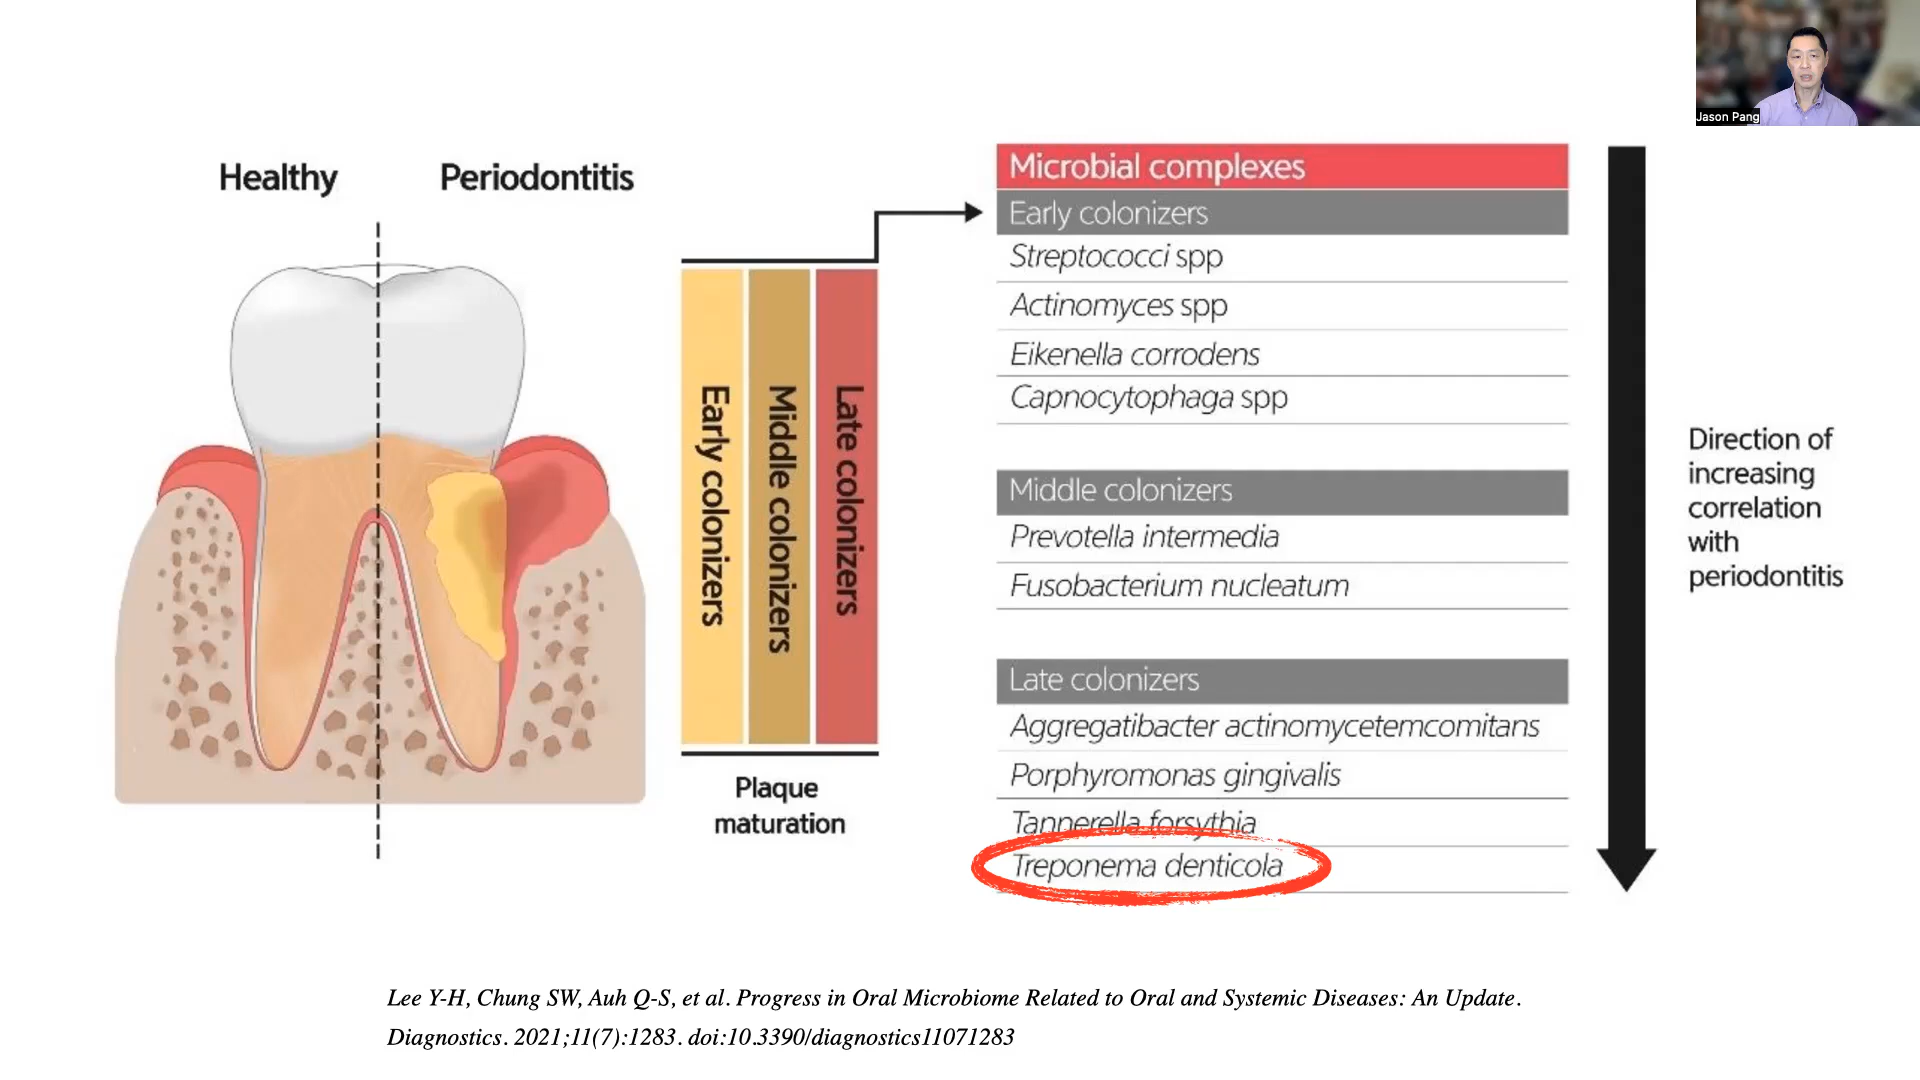 Jason Pang
Healthy
Periodontitis
Early colonizers
Middle colonizers
Late colonizers
Plaque
maturation
Microbial complexes
Early colonizers
Streptococci spp
Actinomyces spp
Eikenella corrodens
Capnocytophaga spp
Middle colonizers
Prevotella intermedia
Fusobacterium nucleatum
Late colonizers
Aggregatibacter actinomycetemcomitans
Porphyromonas gingivalis
Tannerella forsythia
Treponema denticola
Direction of
increasing
correlation
with
periodontitis
Lee Y-H, Chung SW, Auh Q-S, et al. Progress in Oral Microbiome Related to Oral and Systemic Diseases: An Update.
Diagnostics. 2021;11(7):1283. doi:10.3390/diagnostics11071283